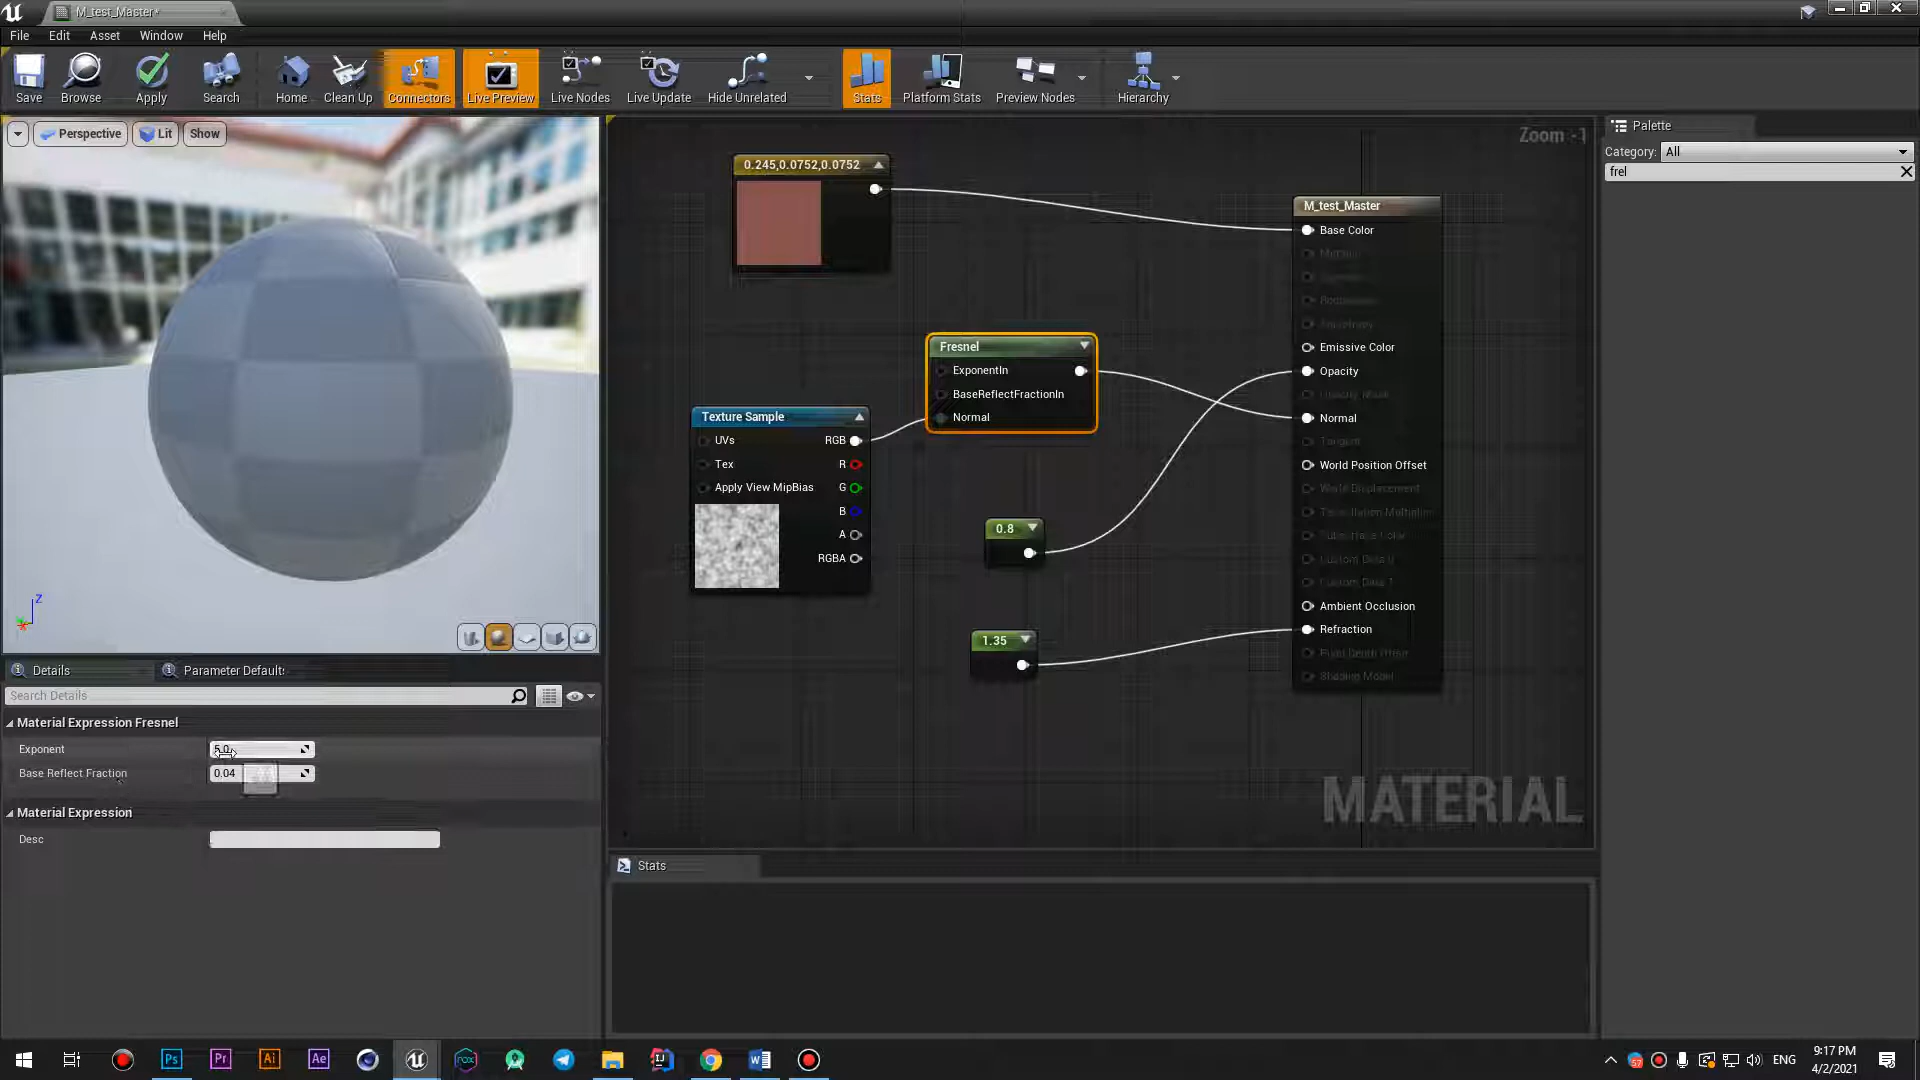 M_test_Master*
File Edit Asset Window Help
Save Browse Apply Search Home Clean Up Connectors Live Preview Live Nodes Live Update Hide Unrelated Stats Platform Stats Preview Nodes Hierarchy
Perspective Lit Show
Z
Details Parameter Defaults
Search Details
Material Expression Fresnel
Exponent 5.0
Base Reflect Fraction 0.04
Material Expression
Desc
Zoom -1
0.245,0.0752,0.0752
Fresnel
ExponentIn
BaseReflectFractionIn
Normal
Texture Sample
UVs RGB
Tex R
Apply View MipBias G
B
A
RGBA
0.8
1.35
M_test_Master
Base Color
Metallic
Specular
Roughness
Anisotropy
Emissive Color
Opacity
Opacity Mask
Normal
Tangent
World Position Offset
World Displacement
Tessellation Multiplier
Subsurface Color
Custom Data 0
Custom Data 1
Ambient Occlusion
Refraction
Pixel Depth Offset
Shading Model
MATERIAL
Stats
Palette
Category: All
frel
Ps Pr Ai Ae
ENG
9:17 PM
4/2/2021